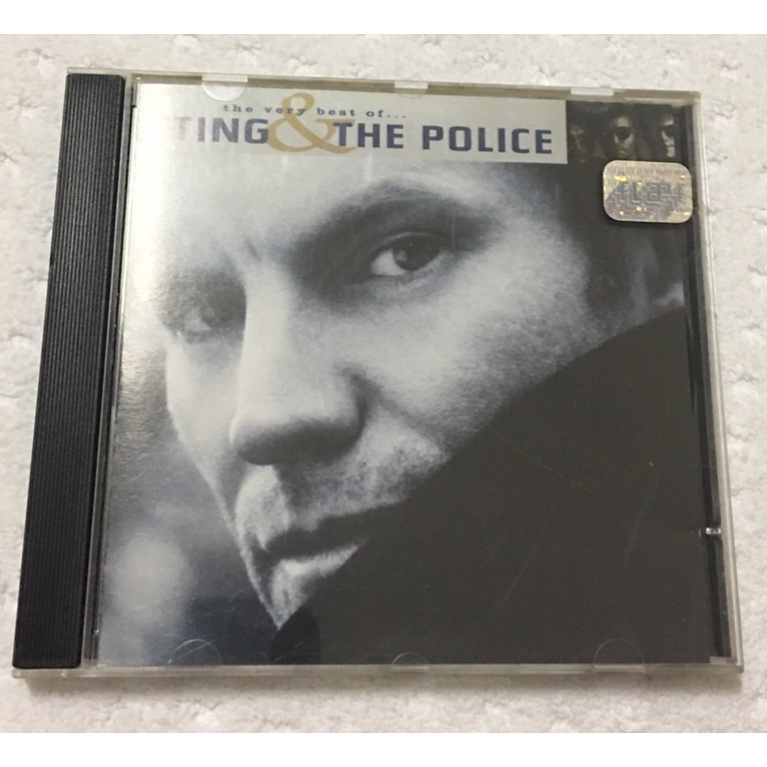 the very best of...
TING & THE POLICE